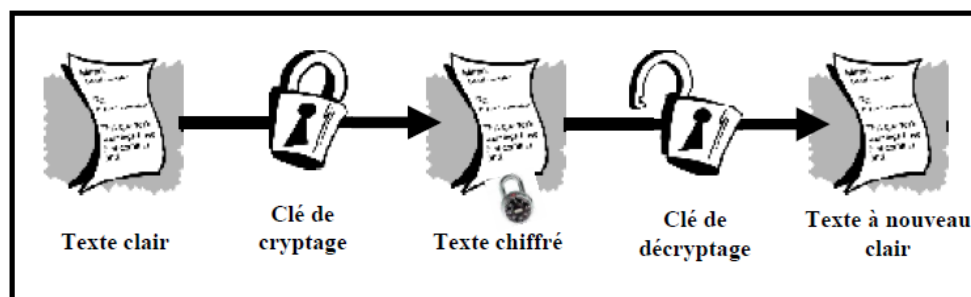 Texte clair
Clé de
cryptage
Texte chiffré
Clé de
décryptage
Texte à nouveau
clair